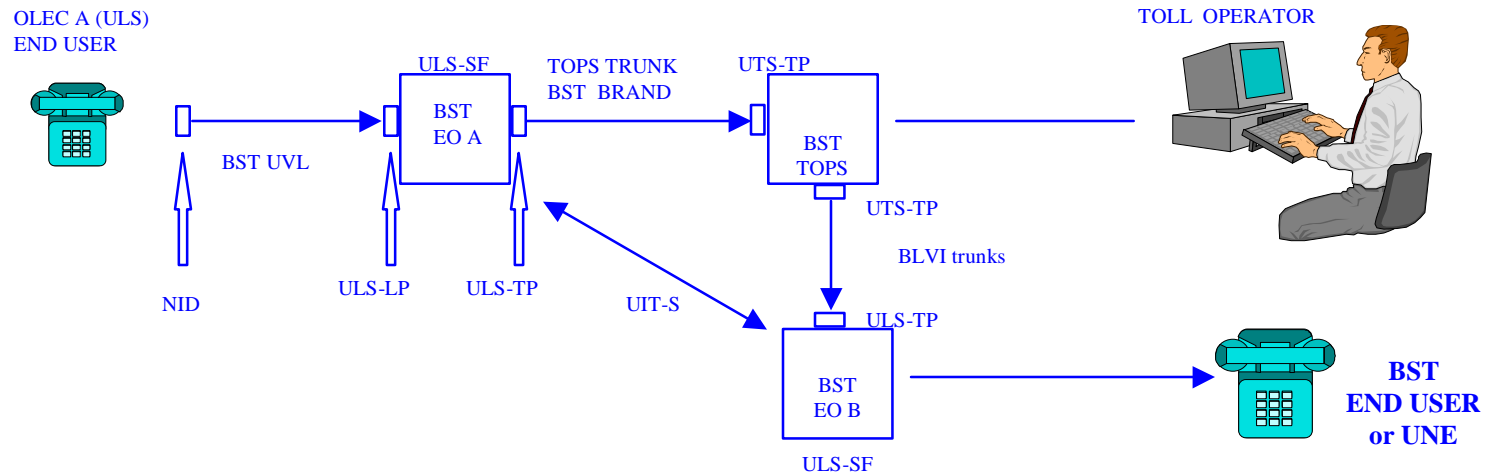 OLEC A (ULS)
END USER
TOLL OPERATOR
ULS-SF
TOPS TRUNK
BST BRAND
UTS-TP
BST
EO A
BST
TOPS
BST UVL
UTS-TP
BLVI trunks
NID
ULS-LP
ULS-TP
UIT-S
ULS-TP
BST
EO B
BST
END USER
or UNE
ULS-SF